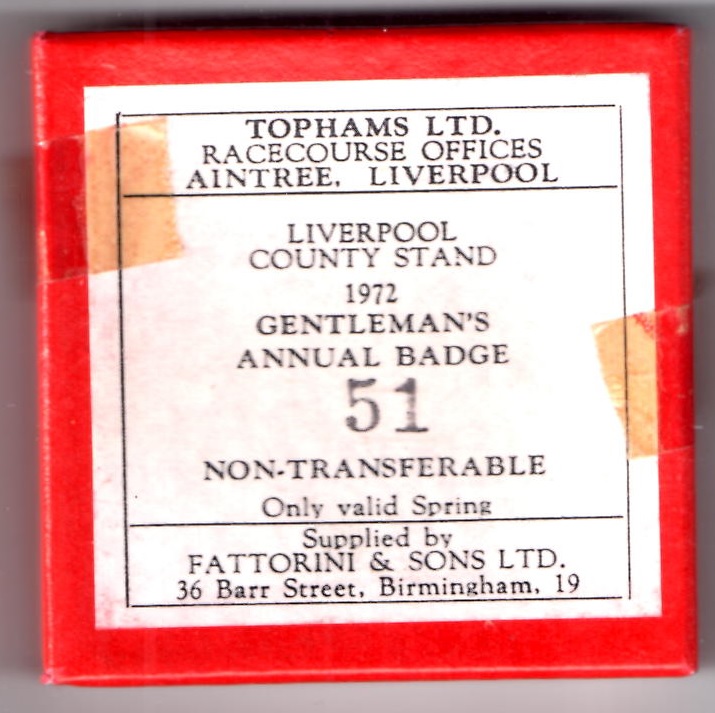 TOPHAMS LTD.
RACECOURSE OFFICES
AINTREE, LIVERPOOL
LIVERPOOL
COUNTY STAND
1972
GENTLEMAN'S
ANNUAL BADGE
51
NON-TRANSFERABLE
Only valid Spring
Supplied by
FATTORINI & SONS LTD.
36 Barr Street, Birmingham, 19